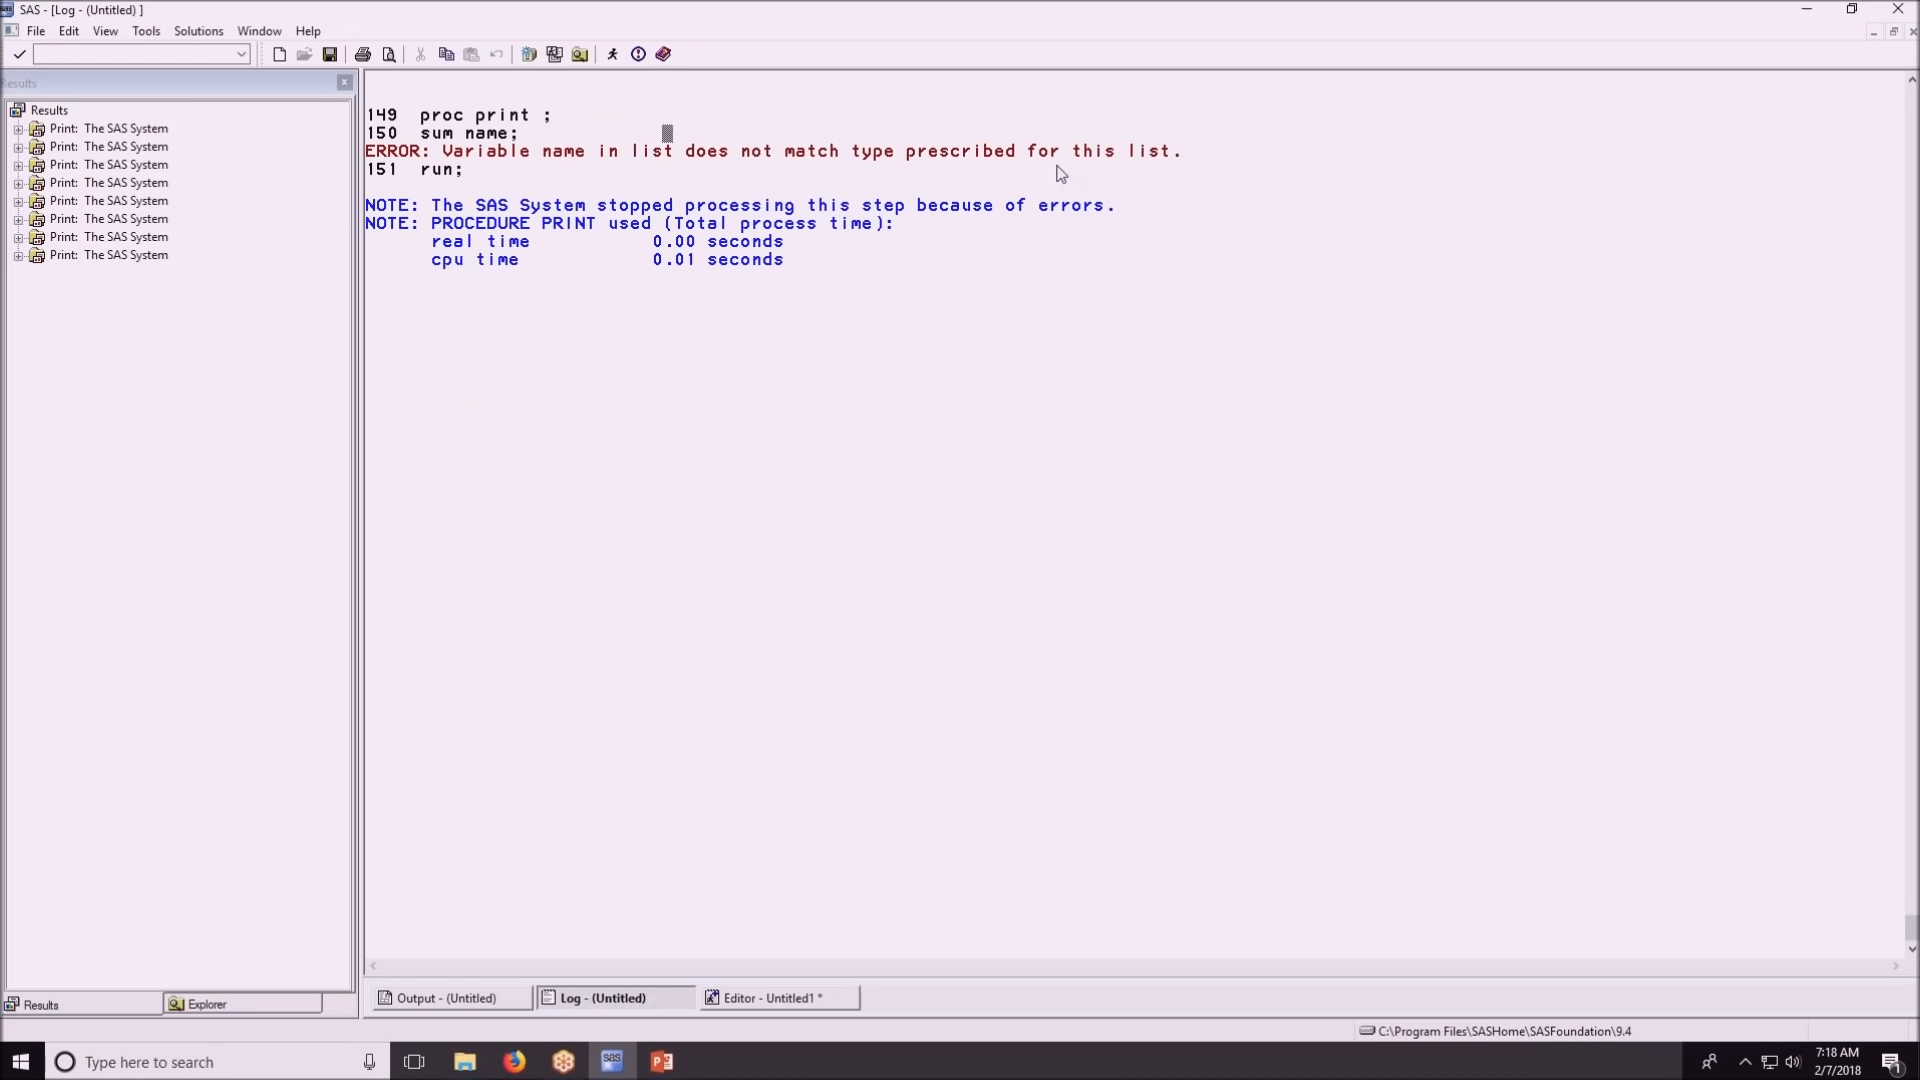 SAS - [Log - (Untitled) ]
File Edit View Tools Solutions Window Help
Results
Results
Print: The SAS System
Print: The SAS System
Print: The SAS System
Print: The SAS System
Print: The SAS System
Print: The SAS System
Print: The SAS System
Print: The SAS System
149 proc print ;
150 sum name;
ERROR: Variable name in list does not match type prescribed for this list.
151 run;
NOTE: The SAS System stopped processing this step because of errors.
NOTE: PROCEDURE PRINT used (Total process time):
real time 0.00 seconds
cpu time 0.01 seconds
Results Explorer
Output - (Untitled) Log - (Untitled) Editor - Untitled1 *
C:\Program Files\SASHome\SASFoundation\9.4
Type here to search
sas
7:18 AM
2/7/2018
1